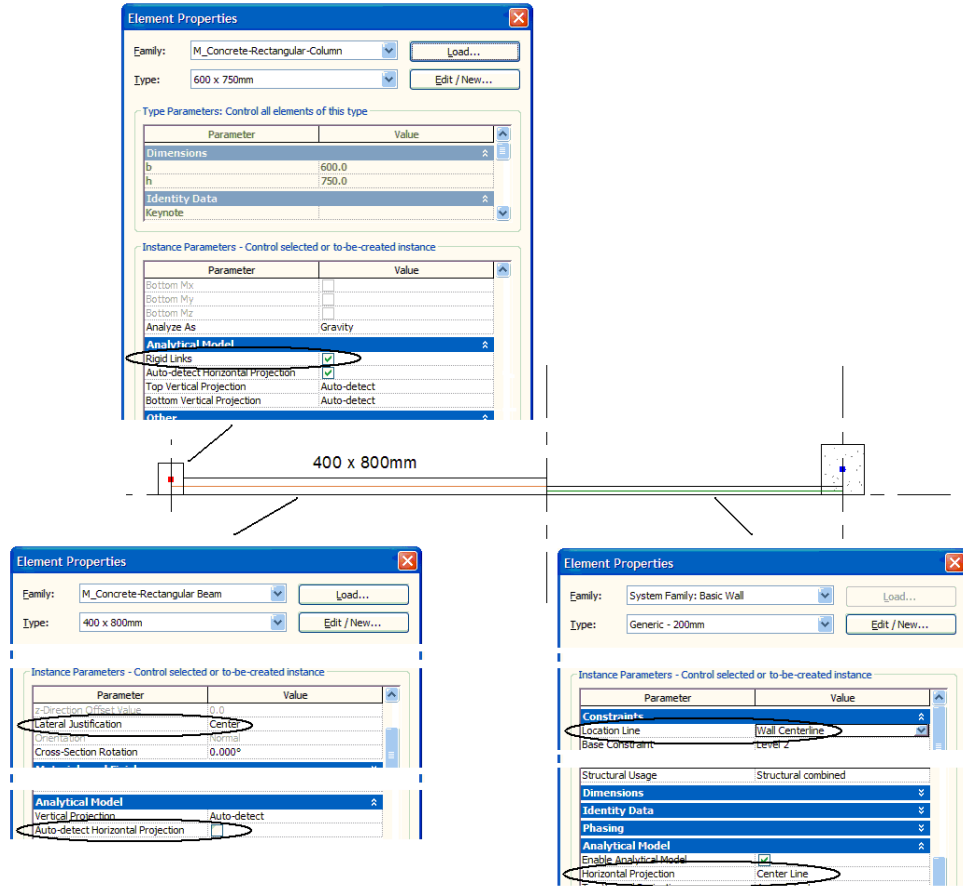 Element Properties
Family: M_Concrete-Rectangular-Column Load...
Type: 600 x 750mm Edit / New...
Type Parameters: Control all elements of this type
Parameter Value
Dimensions
b 600.0
h 750.0
Identity Data
Keynote
Instance Parameters - Control selected or to-be-created instance
Parameter Value
Bottom Mx
Bottom My
Bottom Mz
Analyze As Gravity
Analytical Model
Rigid Links
Auto-detect Horizontal Projection
Top Vertical Projection Auto-detect
Bottom Vertical Projection Auto-detect
Other
400 x 800mm
Element Properties
Family: M_Concrete-Rectangular Beam Load...
Type: 400 x 800mm Edit / New...
Instance Parameters - Control selected or to-be-created instance
Parameter Value
z-Direction Offset Value 0.0
Lateral Justification Center
Orientation Normal
Cross-Section Rotation 0.000°
Analytical Model
Vertical Projection Auto-detect
Auto-detect Horizontal Projection
Element Properties
Family: System Family: Basic Wall Load...
Type: Generic - 200mm Edit / New...
Instance Parameters - Control selected or to-be-created instance
Parameter Value
Constraints
Location Line Wall Centerline
Base Constraint Level 2
Structural Usage Structural combined
Dimensions
Identity Data
Phasing
Analytical Model
Enable Analytical Model
Horizontal Projection Center Line